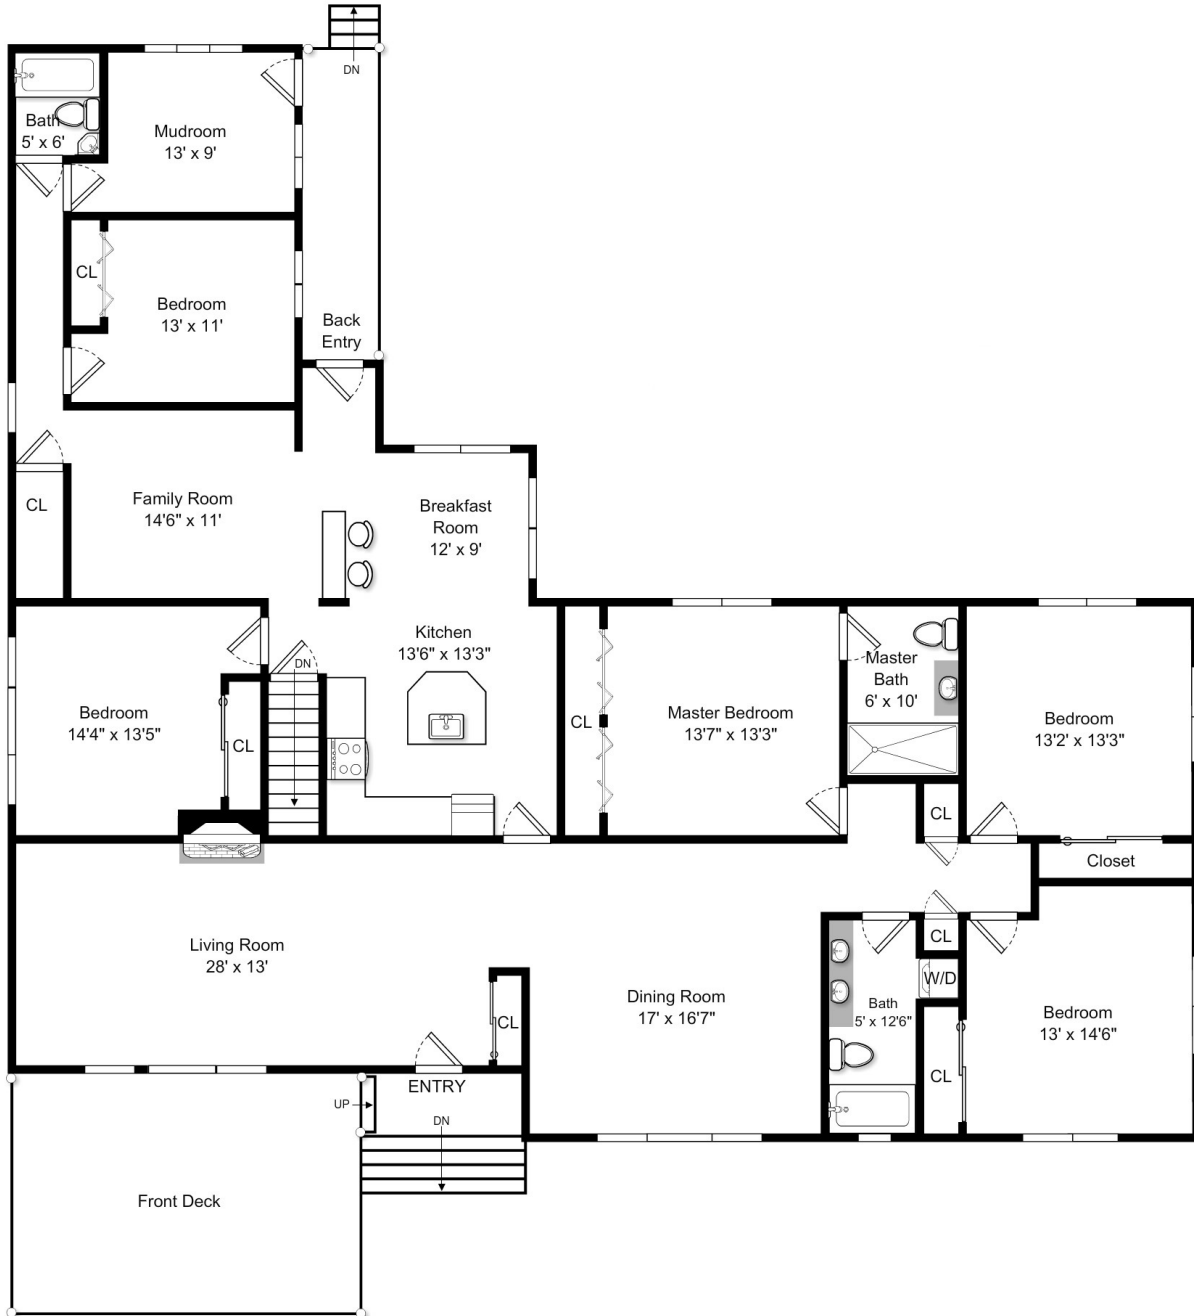 DN
Bath
5' x 6'
Mudroom
13' x 9'
CL
Bedroom
13' x 11'
Back
Entry
CL
Family Room
14'6" x 11'
Breakfast
Room
12' x 9'
Bedroom
14'4" x 13'5"
CL
DN
Kitchen
13'6" x 13'3"
CL
Master Bedroom
13'7" x 13'3"
Master
Bath
6' x 10'
Bedroom
13'2' x 13'3"
CL
Closet
Living Room
28' x 13'
CL
Dining Room
17' x 16'7"
CL
W/D
Bath
5' x 12'6"
CL
Bedroom
13' x 14'6"
ENTRY
UP
DN
Front Deck